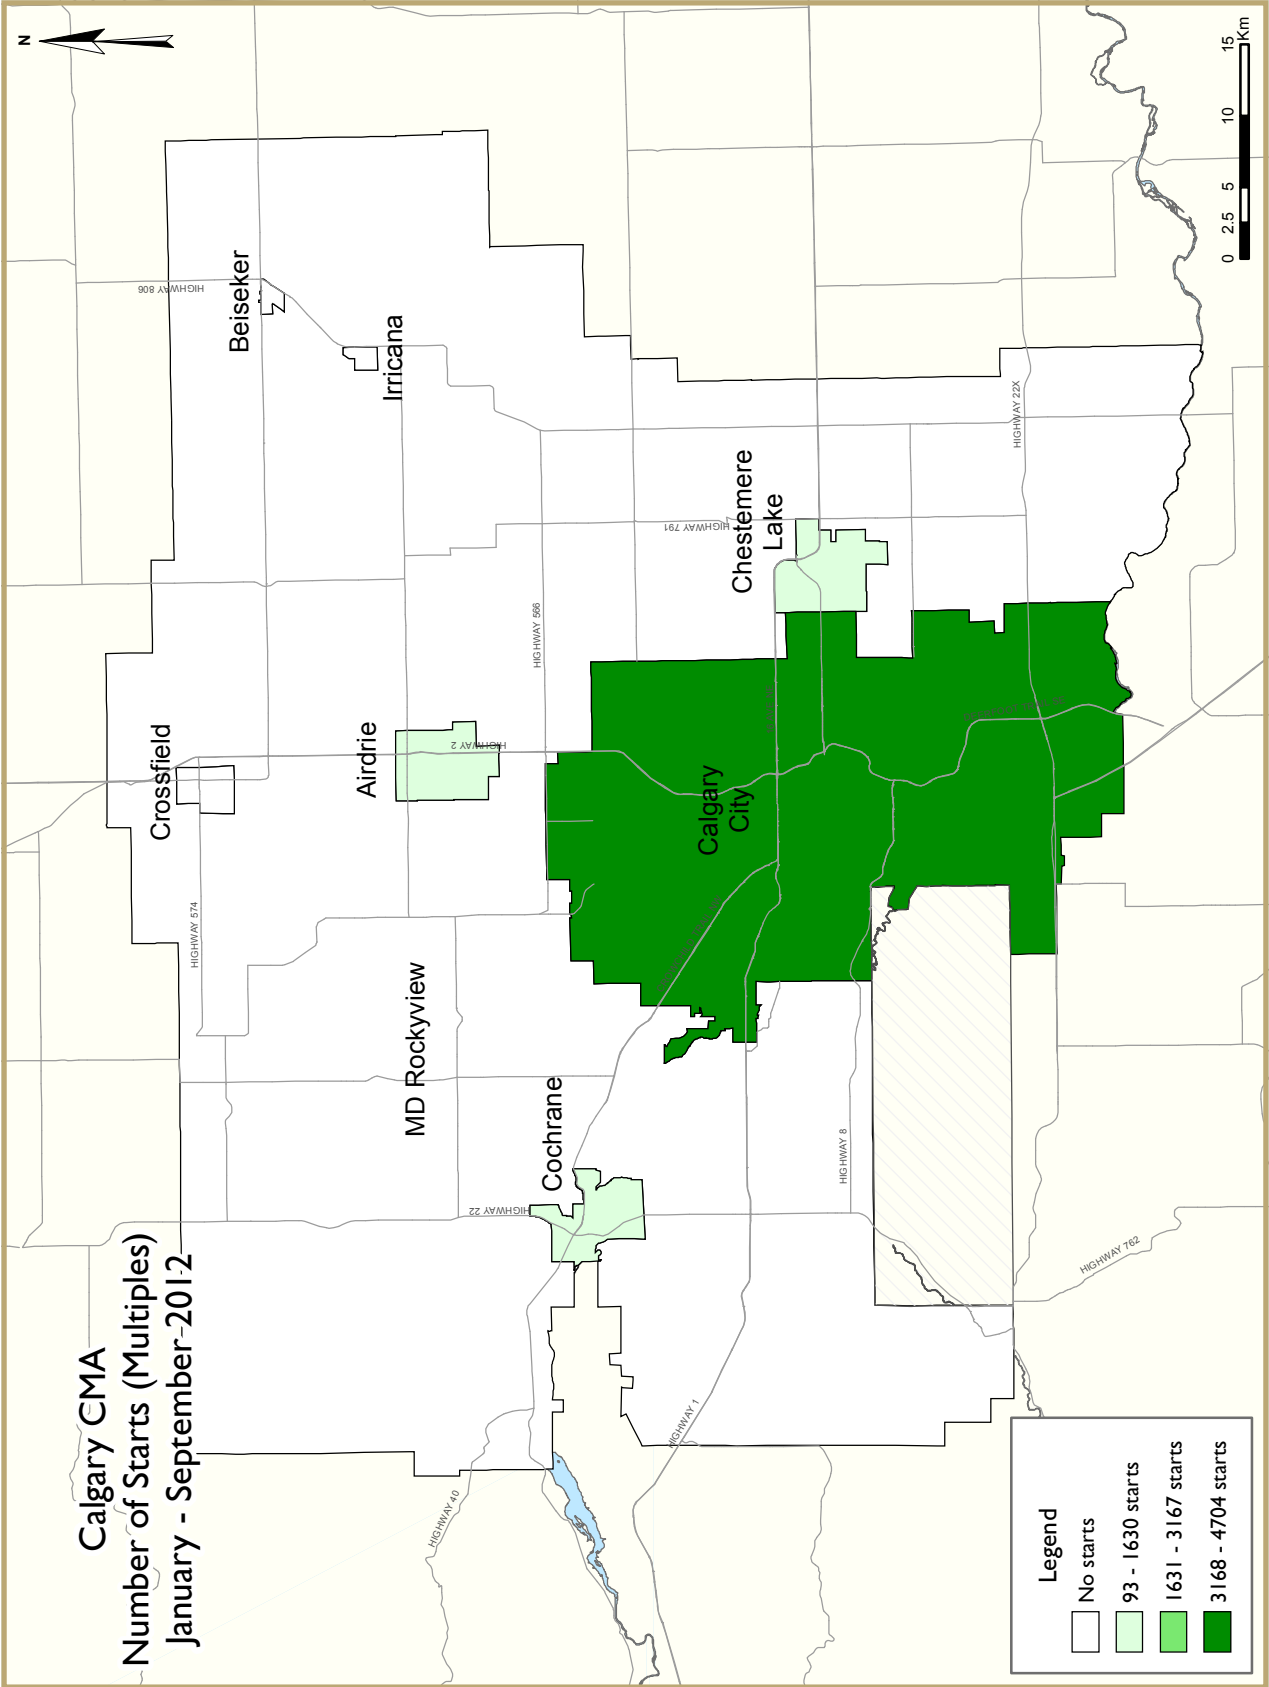 Calgary CMA
Number of Starts (Multiples)
January - September 2012
N
Crossfield
Beiseker
Irricana
Airdrie
MD Rockyview
Cochrane
Chestemere
Lake
Calgary
City
HIGHWAY 806
HIGHWAY 574
HIGHWAY 2
HIGHWAY 566
HIGHWAY 791
HIGHWAY 22
HIGHWAY 22X
HIGHWAY 8
HIGHWAY 40
HIGHWAY 1
HIGHWAY 762
Legend
No starts
93 - 1630 starts
1631 - 3167 starts
3168 - 4704 starts
0 2.5 5 10 15
Km